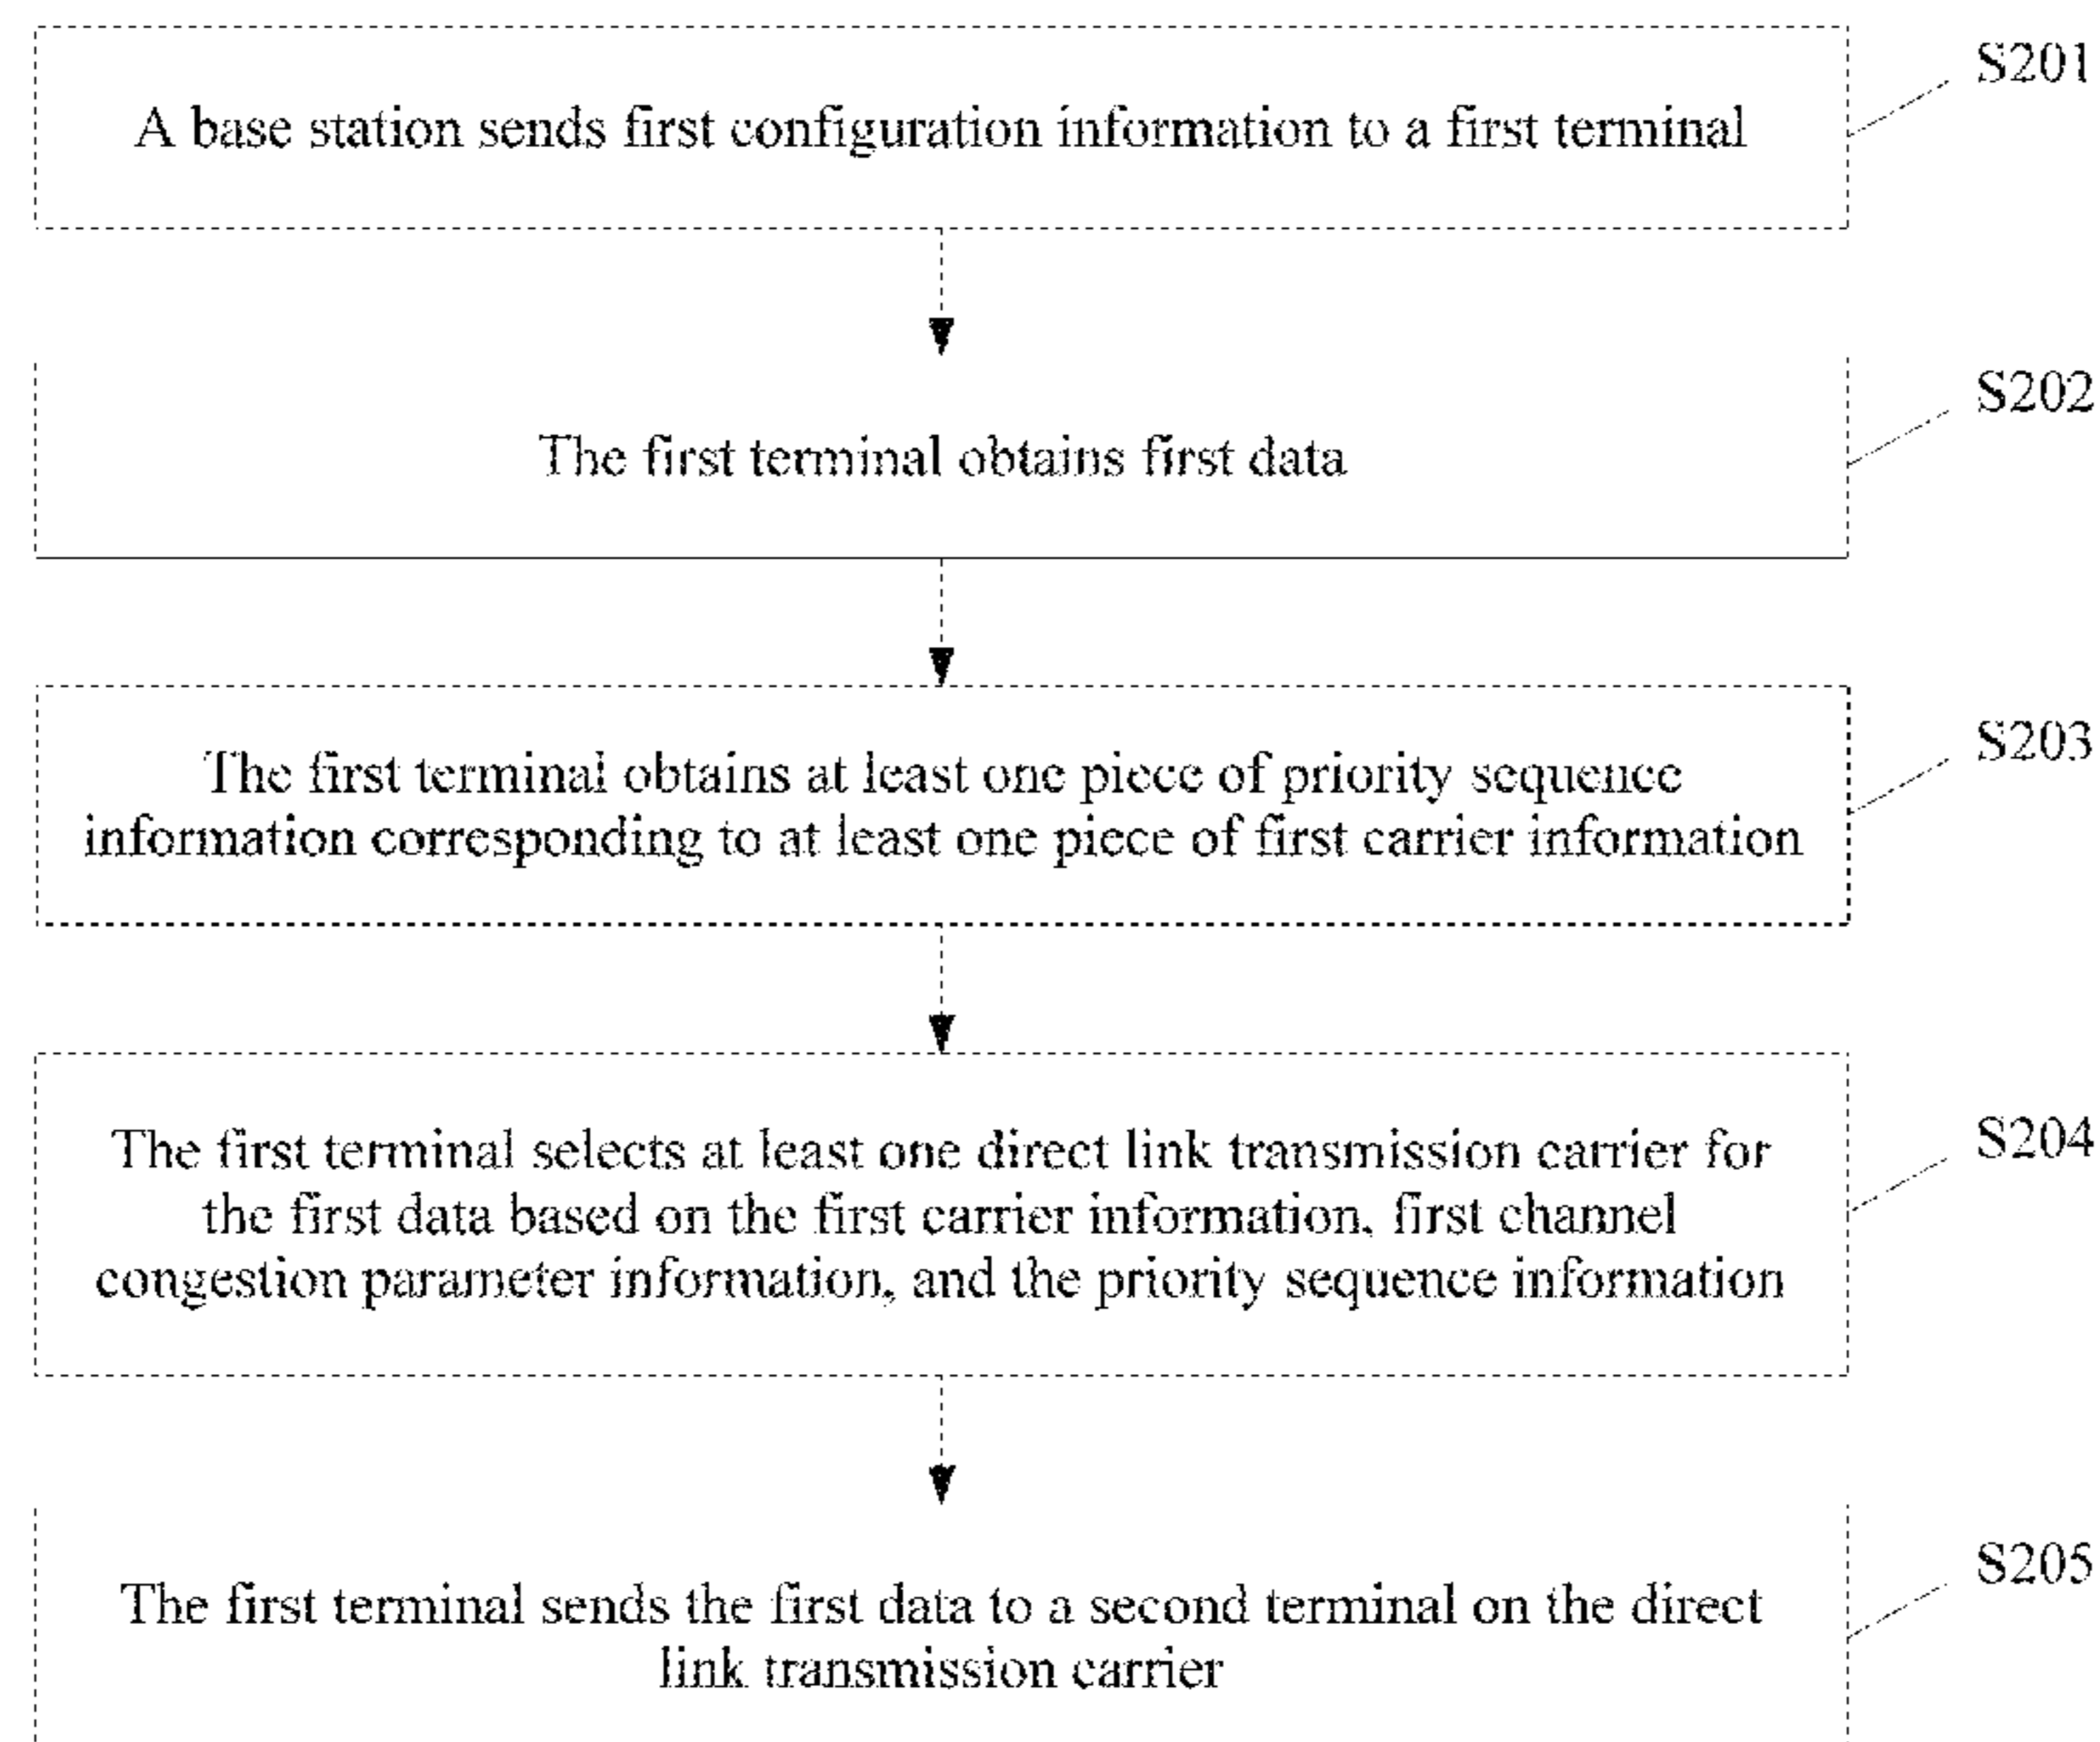 S201
A base station sends first configuration information to a first terminal
S202
The first terminal obtains first data
S203
The first terminal obtains at least one piece of priority sequence
information corresponding to at least one piece of first carrier information
S204
The first terminal selects at least one direct link transmission carrier for
the first data based on the first carrier information, first channel
congestion parameter information, and the priority sequence information
S205
The first terminal sends the first data to a second terminal on the direct
link transmission carrier